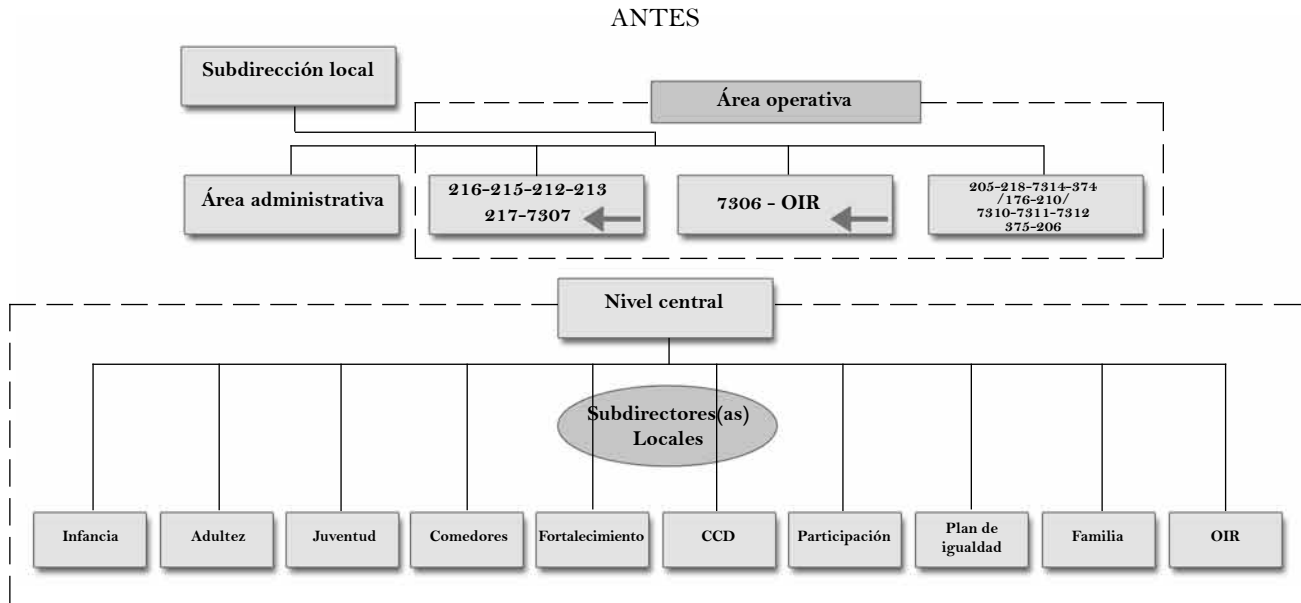 ANTES
Subdirección local
Área operativa
Área administrativa
216-215-212-213
217-7307
7306 - OIR
205-218-7314-374
/176-210/
7310-7311-7312
375-206
Nivel central
Subdirectores(as)
Locales
Infancia
Adultez
Juventud
Comedores
Fortalecimiento
CCD
Participación
Plan de
igualdad
Familia
OIR